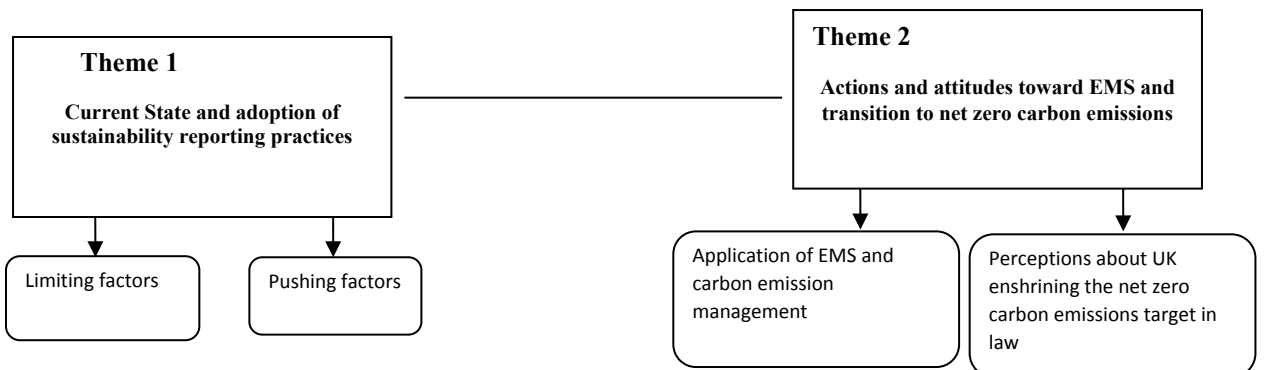 Theme 1
Current State and adoption of
sustainability reporting practices
Theme 2
Actions and attitudes toward EMS and
transition to net zero carbon emissions
Limiting factors
Pushing factors
Application of EMS and
carbon emission
management
Perceptions about UK
enshrining the net zero
carbon emissions target in
law